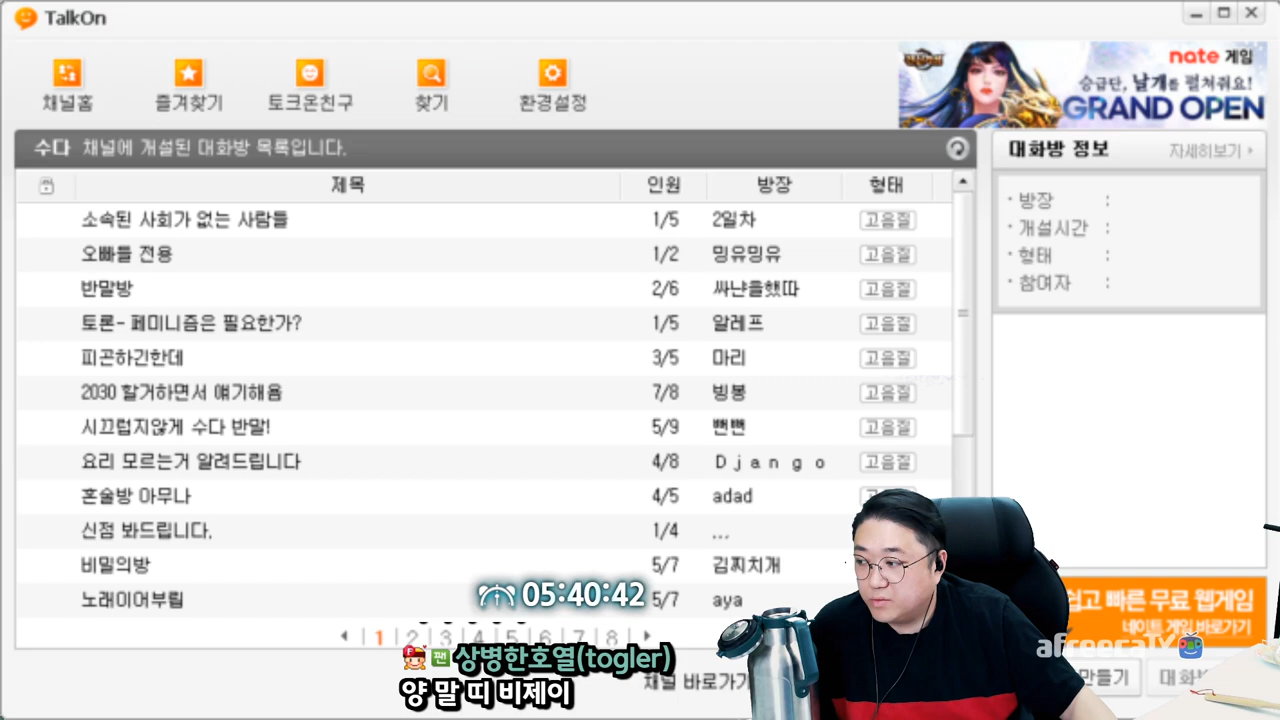 TalkOn
채널홈 즐겨찾기 토크온친구 찾기 환경설정
nate 게임
승급단, 날개를 펼쳐줘요!
GRAND OPEN
수다 채널에 개설된 대화방 목록입니다.
대화방 정보 자세히보기
제목 인원 방장 형태
소속된 사회가 없는 사람들 1/5 2일차 고음질
오빠들 전용 1/2 밍유밍유 고음질
반말방 2/6 싸냔을했따 고음질
토론- 페미니즘은 필요한가? 1/5 알레프 고음질
피곤하긴한데 3/5 마리 고음질
2030 할거하면서 얘기해욤 7/8 빙봉 고음질
시끄럽지않게 수다 반말! 5/9 뺀뺀 고음질
요리 모르는거 알려드립니다 4/8 Django 고음질
혼술방 아무나 4/5 adad
신점 봐드립니다. 1/4 ...
비밀의방 5/7 김찌치개
노래이어부림 5/7 aya
· 방장 :
· 개설시간 :
· 형태 :
· 참여자 :
05:40:42
1 2 3 4 5 6 7 8
F 팬 상병한호열(togler)
양 말 띠 비제이
채널 바로가기
쉽고 빠른 무료 웹게임
네이트 게임 바로가기
afreecaTV
만들기 대화